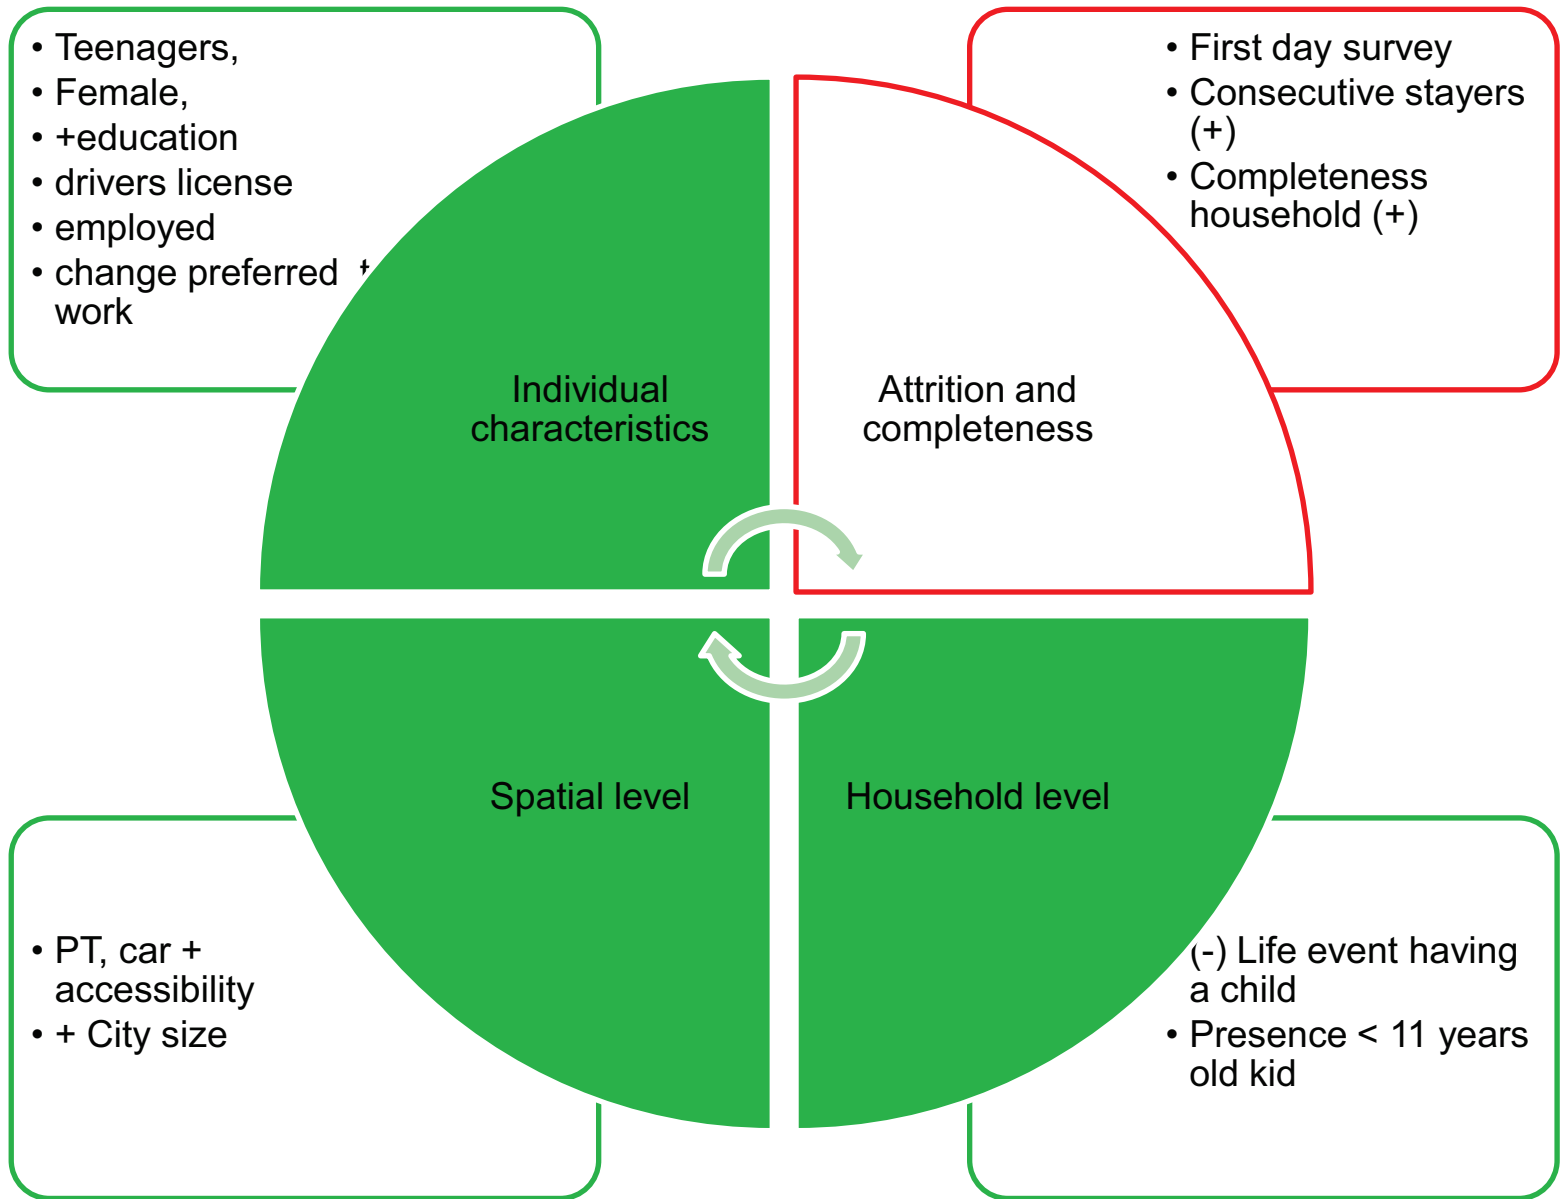 • Teenagers,
• Female,
• +education
• drivers license
• employed
• change preferred
work
• First day survey
• Consecutive stayers
(+)
• Completeness
household (+)
Individual
characteristics
Attrition and
completeness
Spatial level
Household level
• PT, car +
accessibility
• + City size
(-) Life event having
a child
• Presence < 11 years
old kid